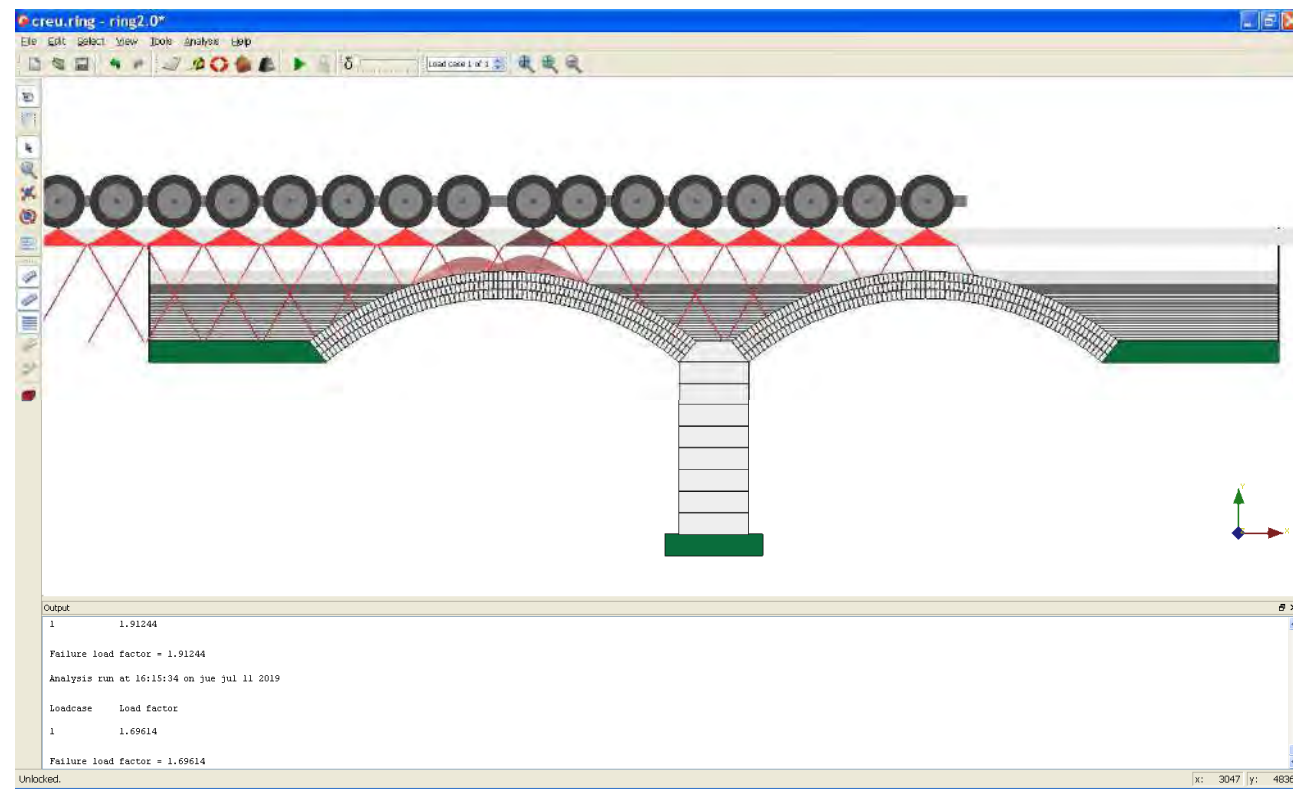 creu.ring - ring2.0*
File Edit Select View Tools Analysis Help
δ Load case 1 of 1
Y
X
Output
1 1.91244
Failure load factor = 1.91244
Analysis run at 16:15:34 on jue jul 11 2019
Loadcase Load factor
1 1.69614
Failure load factor = 1.69614
Unlocked. x: 3047 y: 4836